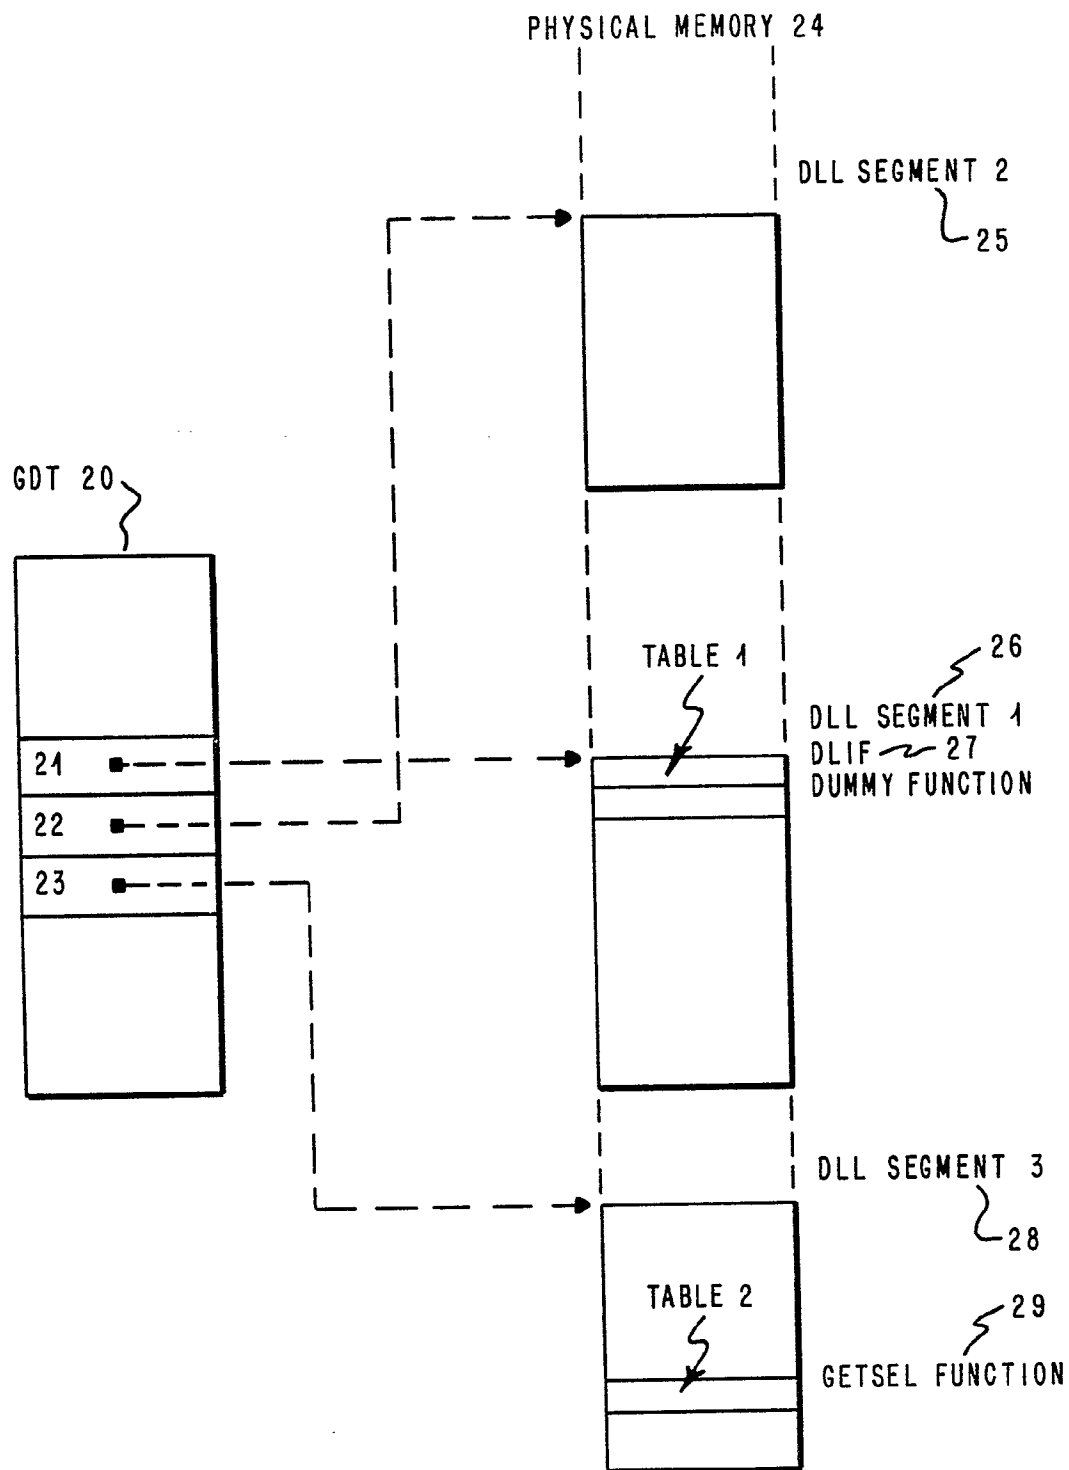 PHYSICAL MEMORY 24
DLL SEGMENT 2
25
GDT 20
TABLE 1
26
DLL SEGMENT 1
DLIF 27
DUMMY FUNCTION
21
22
23
DLL SEGMENT 3
28
TABLE 2
29
GETSEL FUNCTION